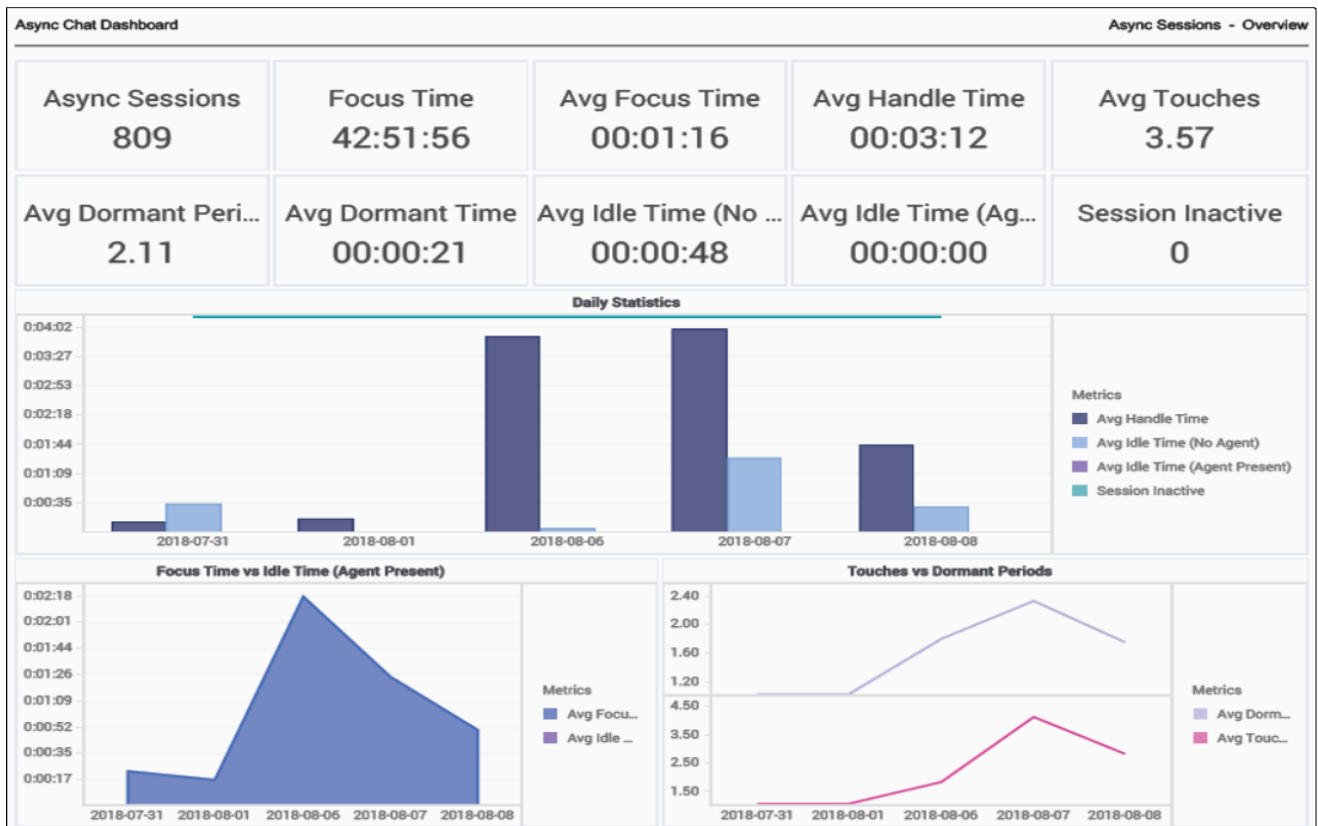 Async Chat Dashboard
Async Sessions - Overview
Async Sessions
809
Focus Time
42:51:56
Avg Focus Time
00:01:16
Avg Handle Time
00:03:12
Avg Touches
3.57
Avg Dormant Peri...
2.11
Avg Dormant Time
00:00:21
Avg Idle Time (No ...
00:00:48
Avg Idle Time (Ag...
00:00:00
Session Inactive
0
Daily Statistics
0:04:02
0:03:27
0:02:53
0:02:18
0:01:44
0:01:09
0:00:35
2018-07-31
2018-08-01
2018-08-06
2018-08-07
2018-08-08
Metrics
Avg Handle Time
Avg Idle Time (No Agent)
Avg Idle Time (Agent Present)
Session Inactive
Focus Time vs Idle Time (Agent Present)
0:02:18
0:02:01
0:01:44
0:01:26
0:01:09
0:00:52
0:00:35
0:00:17
2018-07-31
2018-08-01
2018-08-06
2018-08-07
2018-08-08
Metrics
Avg Focu...
Avg Idle ...
Touches vs Dormant Periods
2.40
2.00
1.60
1.20
4.50
3.50
2.50
1.50
2018-07-31
2018-08-01
2018-08-06
2018-08-07
2018-08-08
Metrics
Avg Dorm...
Avg Touc...